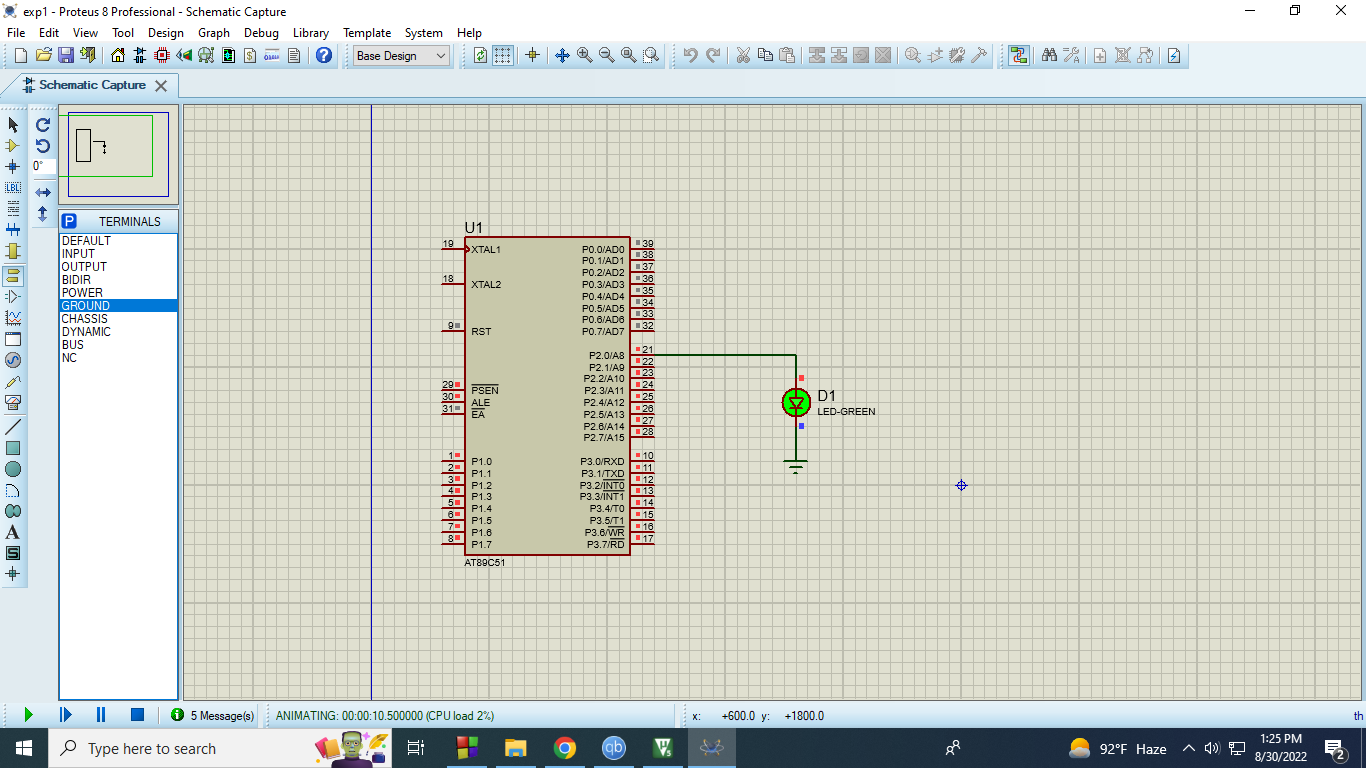 exp1 - Proteus 8 Professional - Schematic Capture
File Edit View Tool Design Graph Debug Library Template System Help
Base Design
Schematic Capture
0°
LBL
P TERMINALS
DEFAULT
INPUT
OUTPUT
BIDIR
POWER
GROUND
CHASSIS
DYNAMIC
BUS
NC
A
S
U1
19 XTAL1 P0.0/AD0 39
P0.1/AD1 38
P0.2/AD2 37
18 XTAL2 P0.3/AD3 36
P0.4/AD4 35
P0.5/AD5 34
P0.6/AD6 33
9 RST P0.7/AD7 32
P2.0/A8 21
P2.1/A9 22
P2.2/A10 23
29 PSEN P2.3/A11 24
30 ALE P2.4/A12 25
31 EA P2.5/A13 26
P2.6/A14 27
P2.7/A15 28
1 P1.0 P3.0/RXD 10
2 P1.1 P3.1/TXD 11
3 P1.2 P3.2/INT0 12
4 P1.3 P3.3/INT1 13
5 P1.4 P3.4/T0 14
6 P1.5 P3.5/T1 15
7 P1.6 P3.6/WR 16
8 P1.7 P3.7/RD 17
AT89C51
D1
LED-GREEN
5 Message(s) ANIMATING: 00:00:10.500000 (CPU load 2%) x: +600.0 y: +1800.0 th
Type here to search
qb
92°F Haze
1:25 PM
8/30/2022
2